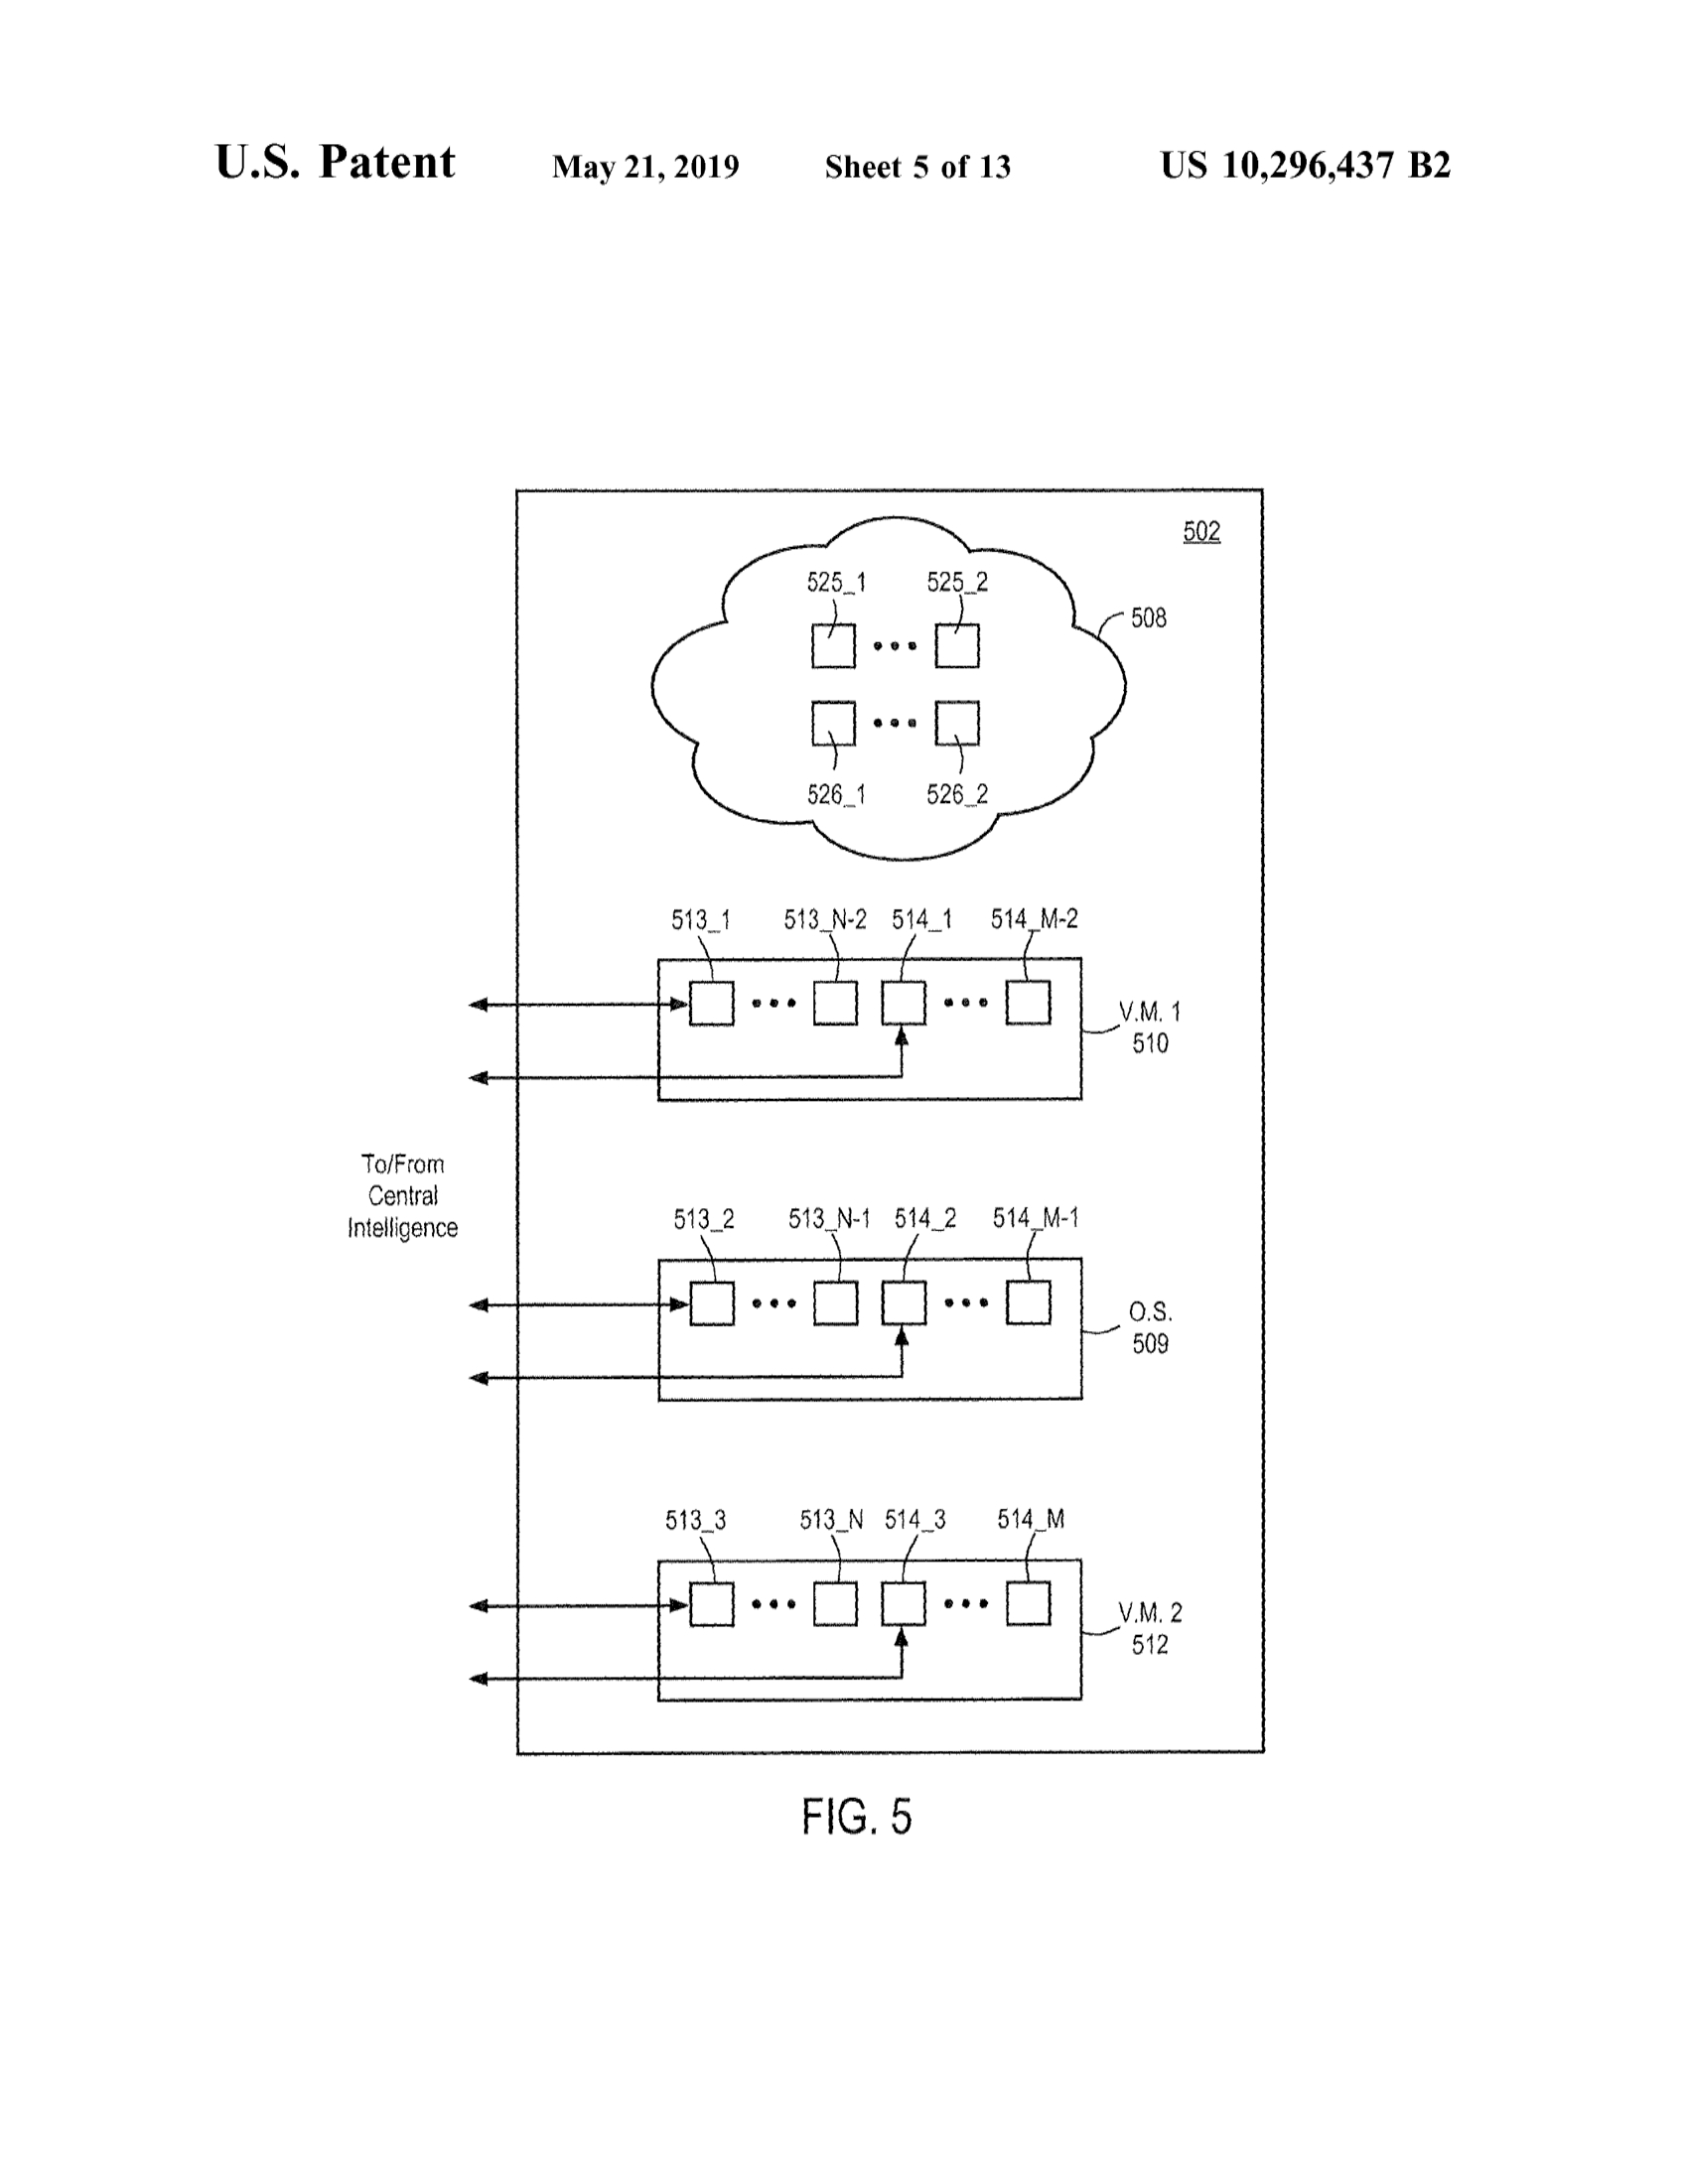 U.S. Patent May 21, 2019 Sheet 5 of 13 US 10,296,437 B2
502
525_1 525_2
508
526_1 526_2
513_1 513_N-2 514_1 514_M-2
V.M. 1
510
To/From
Central
Intelligence
513_2 513_N-1 514_2 514_M-1
O.S.
509
513_3 513_N 514_3 514_M
V.M. 2
512
FIG. 5